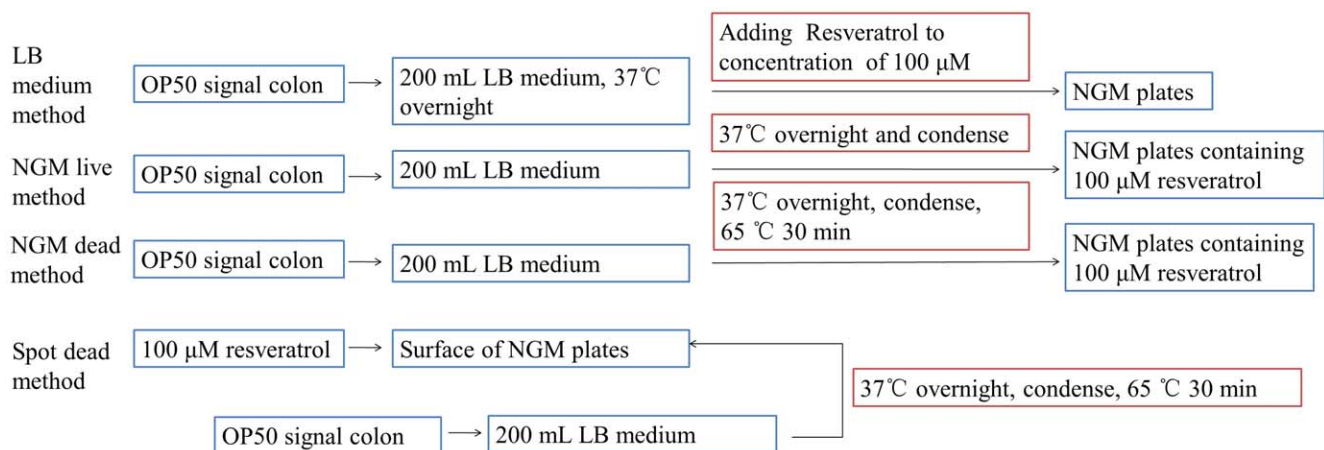 LB
medium
method
OP50 signal colon
200 mL LB medium, 37℃
overnight
Adding Resveratrol to
concentration of 100 μM
NGM plates
NGM live
method
OP50 signal colon
200 mL LB medium
37℃ overnight and condense
NGM plates containing
100 μM resveratrol
NGM dead
method
OP50 signal colon
200 mL LB medium
37℃ overnight, condense,
65 ℃ 30 min
NGM plates containing
100 μM resveratrol
Spot dead
method
100 μM resveratrol
Surface of NGM plates
37℃ overnight, condense, 65 ℃ 30 min
OP50 signal colon
200 mL LB medium